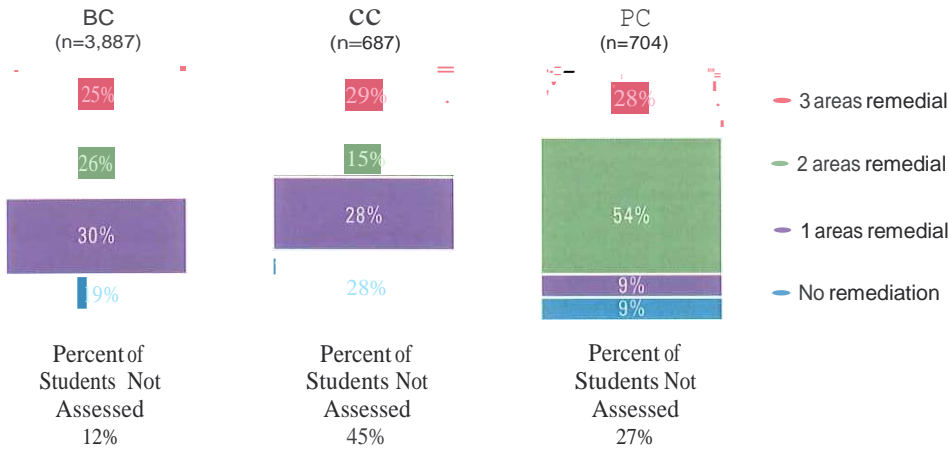 BC
(n=3,887)
25%
26%
30%
19%
Percent of
Students Not
Assessed
12%
CC
(n=687)
29%
15%
28%
28%
Percent of
Students Not
Assessed
45%
PC
(n=704)
28%
54%
9%
9%
Percent of
Students Not
Assessed
27%
3 areas remedial
2 areas remedial
1 areas remedial
No remediation